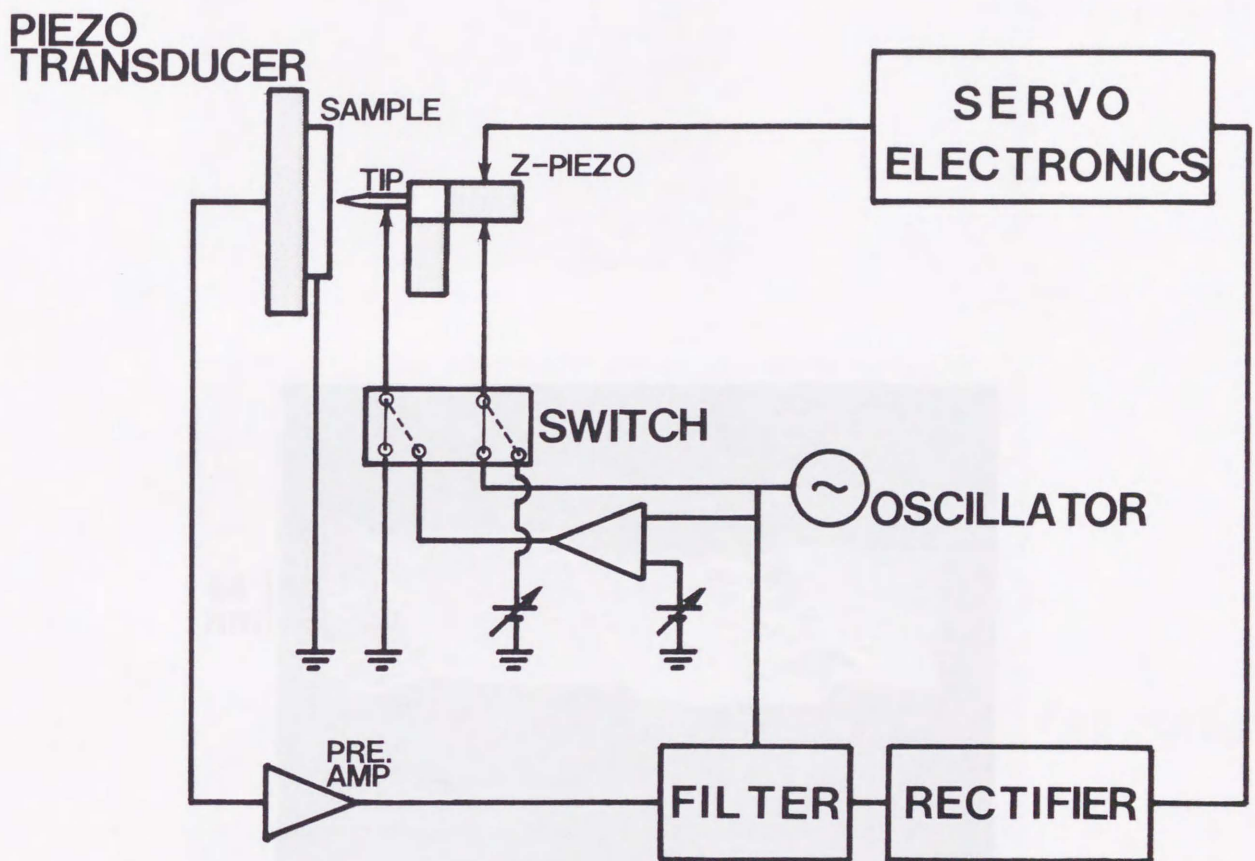 PIEZO
TRANSDUCER
SAMPLE
TIP
Z-PIEZO
SERVO
ELECTRONICS
SWITCH
~
OSCILLATOR
PRE.
AMP
FILTER
RECTIFIER